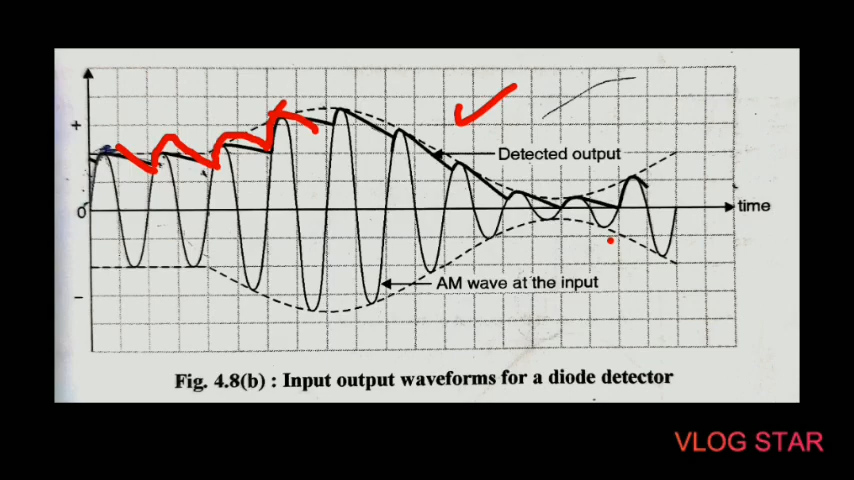 +
Detected output
0
time
AM wave at the input
–
Fig. 4.8(b) : Input output waveforms for a diode detector
VLOG STAR